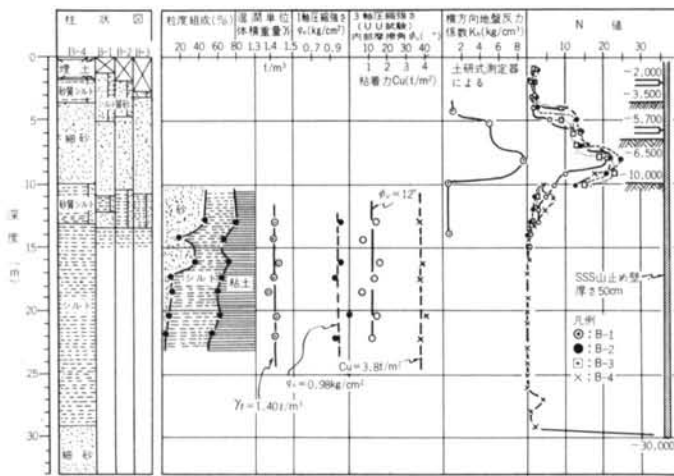 柱状図
粒度組成(%)
湿潤単位
体積重量γt
1軸圧縮強さ
qu(kg/cm²)
3軸圧縮強さ
(UU試験)
内部摩擦角φu(°)
横方向地盤反力
係数Kh(kg/cm³)
N 値
B-4
B-1
B-2
B-3
20 40 60 80
t/m³
1.3 1.4 1.5
0.7 0.9
10 20 30
1 2 3 4
粘着力Cu(t/m²)
2 4 6 8
土研式測定器
による
10 20 30
0
5
10
15
20
25
30
深度(m)
埋土
砂質シルト
シルト
細砂
砂質シルト
シルト
細砂
砂
シルト
粘土
φu=12°
Cu=3.8t/m²
qu=0.98kg/cm²
γt=1.40t/m³
-2.000
-3.500
-5.700
-6.500
-10.000
SSS山止め壁
厚さ50cm
凡例
:B-1
:B-2
:B-3
:B-4
-30.000